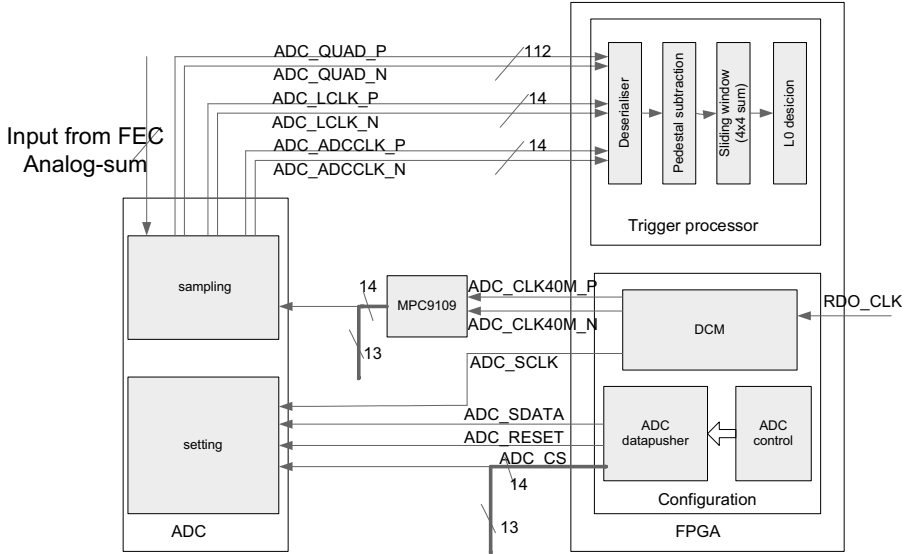 ADC_QUAD_P
112
ADC_QUAD_N
ADC_LCLK_P
14
ADC_LCLK_N
Input from FEC
Analog-sum
ADC_ADCCLK_P
14
ADC_ADCCLK_N
Deserialiser
Pedestal subtraction
Sliding window
(4x4 sum)
L0 desicion
Trigger processor
sampling
14
13
MPC9109
ADC_CLK40M_P
ADC_CLK40M_N
DCM
RDO_CLK
ADC_SCLK
setting
ADC_SDATA
ADC_RESET
ADC_CS
14
13
ADC
datapusher
ADC
control
Configuration
ADC
FPGA